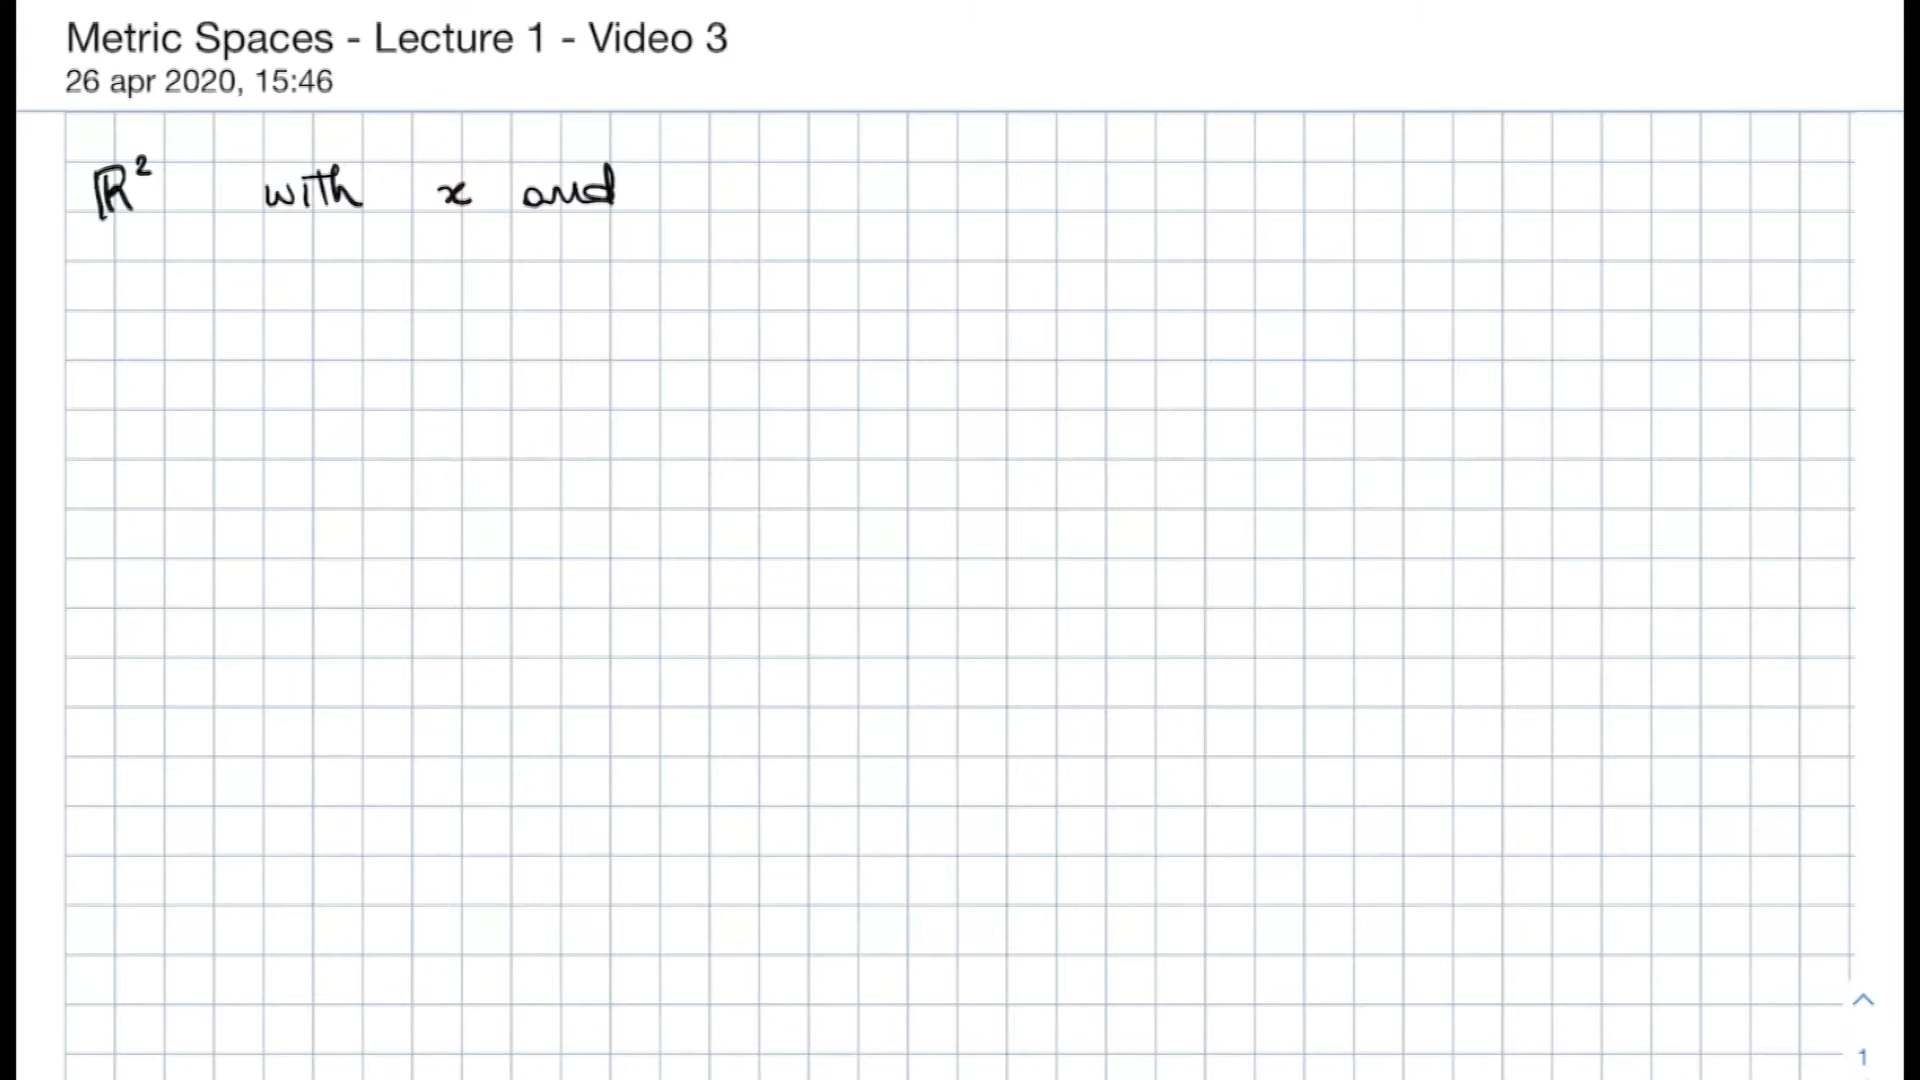 Metric Spaces - Lecture 1 - Video 3
26 apr 2020, 15:46
ℝ² with x and
1